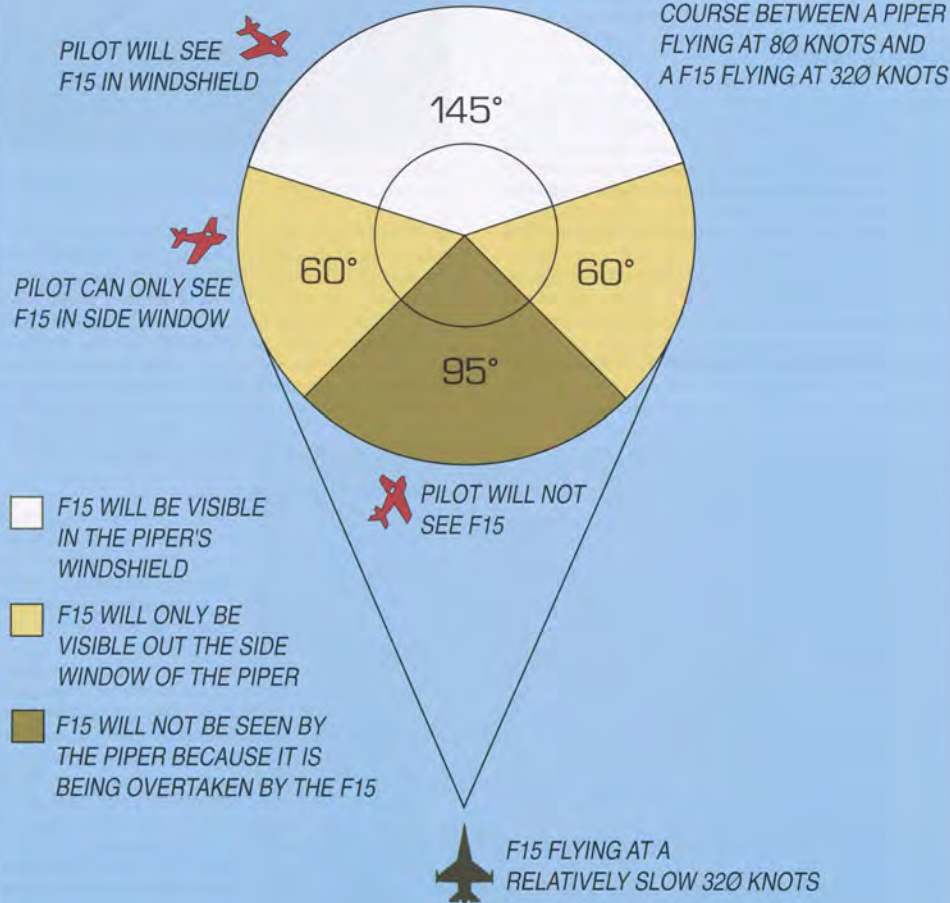 COURSE BETWEEN A PIPER
FLYING AT 8Ø KNOTS AND
A F15 FLYING AT 32Ø KNOTS
PILOT WILL SEE
F15 IN WINDSHIELD
145°
60°
60°
PILOT CAN ONLY SEE
F15 IN SIDE WINDOW
95°
PILOT WILL NOT
SEE F15
F15 WILL BE VISIBLE
IN THE PIPER'S
WINDSHIELD
F15 WILL ONLY BE
VISIBLE OUT THE SIDE
WINDOW OF THE PIPER
F15 WILL NOT BE SEEN BY
THE PIPER BECAUSE IT IS
BEING OVERTAKEN BY THE F15
F15 FLYING AT A
RELATIVELY SLOW 32Ø KNOTS